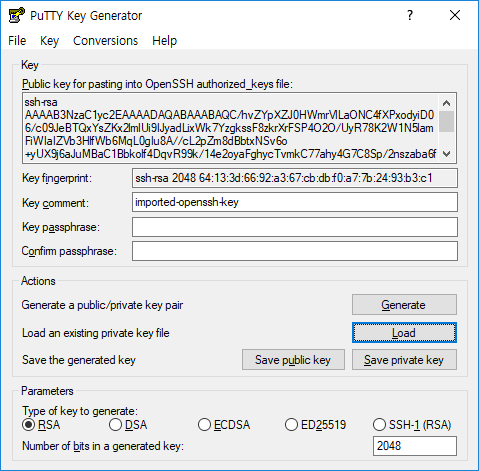 PuTTY Key Generator
File Key Conversions Help
Key
Public key for pasting into OpenSSH authorized_keys file:
ssh-rsa
AAAAB3NzaC1yc2EAAAADAQABAAABAQC/hvZYpXZJ0HWmrVlLaONC4fXPxodyiD0
6/c09JeBTQxYsZKx2mIUi9lJyadLixWk7YzgkssF8zkrXrFSP4O2O/UyR78K2W1N5lam
FiWIaIZVb3HlfWb6MqL0gIu8A//cL2pZm8dBbtxNSv6o
+yUX9j6aJuMBaC1Bbkolf4DqvR99k/14e2oyaFghycTvmkC77ahy4G7C8Sp/2nszaba6f
Key fingerprint: ssh-rsa 2048 64:13:3d:66:92:a3:67:cb:db:f0:a7:7b:24:93:b3:c1
Key comment: imported-openssh-key
Key passphrase:
Confirm passphrase:
Actions
Generate a public/private key pair Generate
Load an existing private key file Load
Save the generated key Save public key Save private key
Parameters
Type of key to generate:
RSA DSA ECDSA ED25519 SSH-1 (RSA)
Number of bits in a generated key: 2048